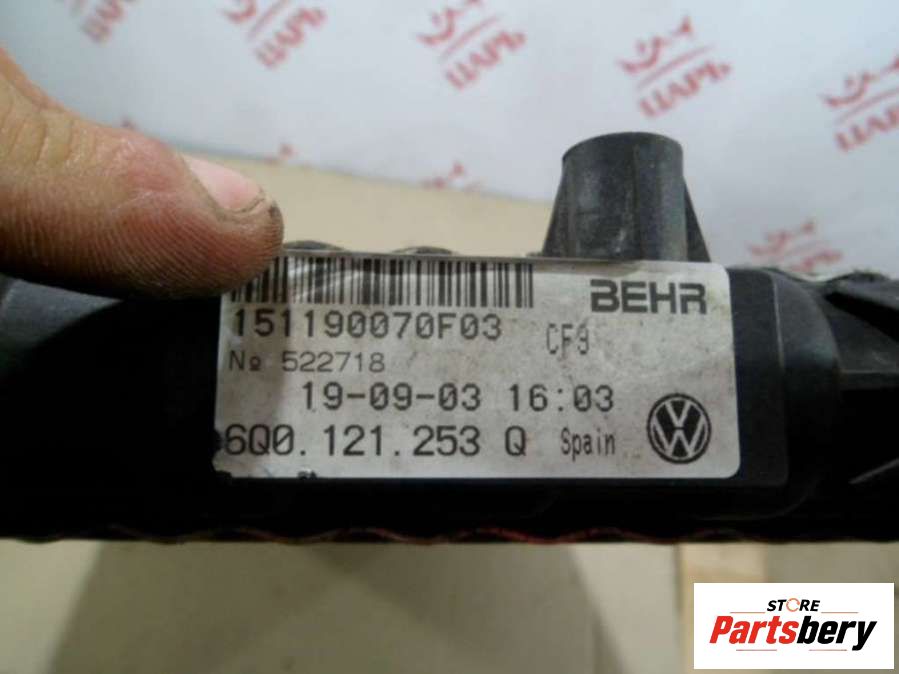 BEHR
151190070F03 CF9
№ 522718
19-09-03 16:03
6Q0.121.253 Q Spain
STORE
Partsbery